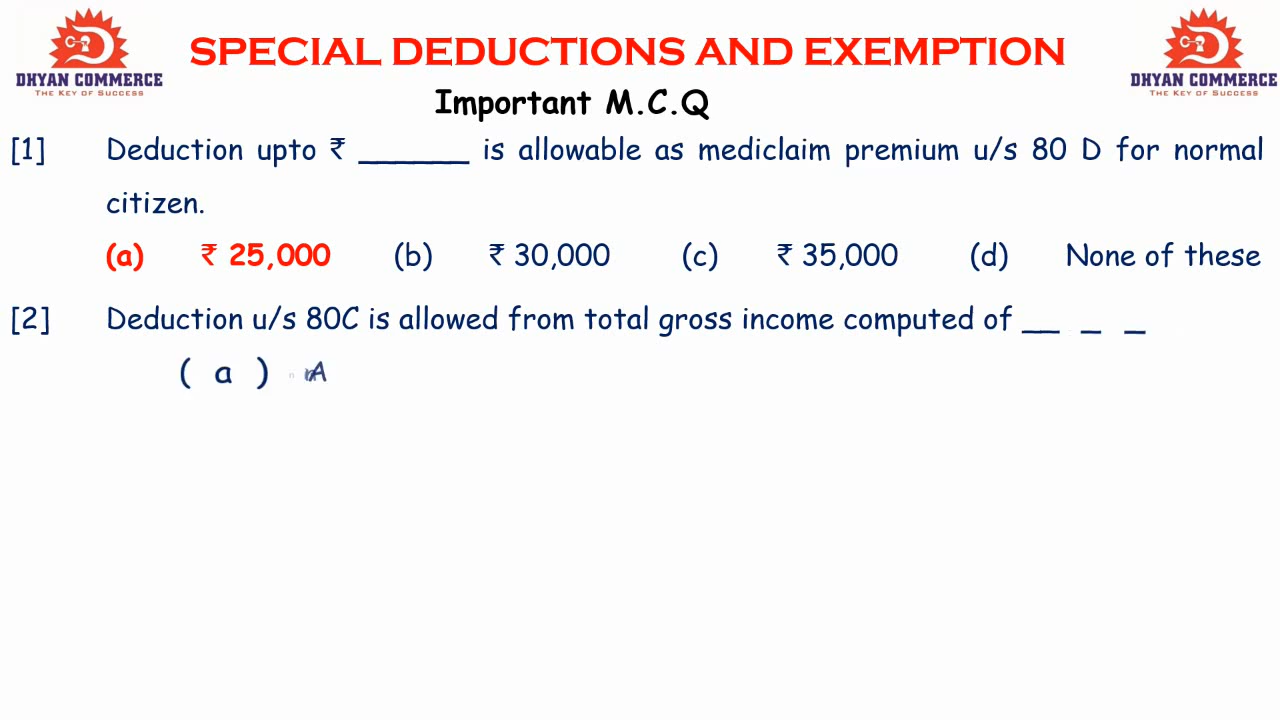 DHYAN COMMERCE
THE KEY OF SUCCESS
SPECIAL DEDUCTIONS AND EXEMPTION
DHYAN COMMERCE
THE KEY OF SUCCESS
Important M.C.Q
[1] Deduction upto ₹ _______ is allowable as mediclaim premium u/s 80 D for normal
citizen.
(a) ₹ 25,000 (b) ₹ 30,000 (c) ₹ 35,000 (d) None of these
[2] Deduction u/s 80C is allowed from total gross income computed of __ _ _
( a ) A